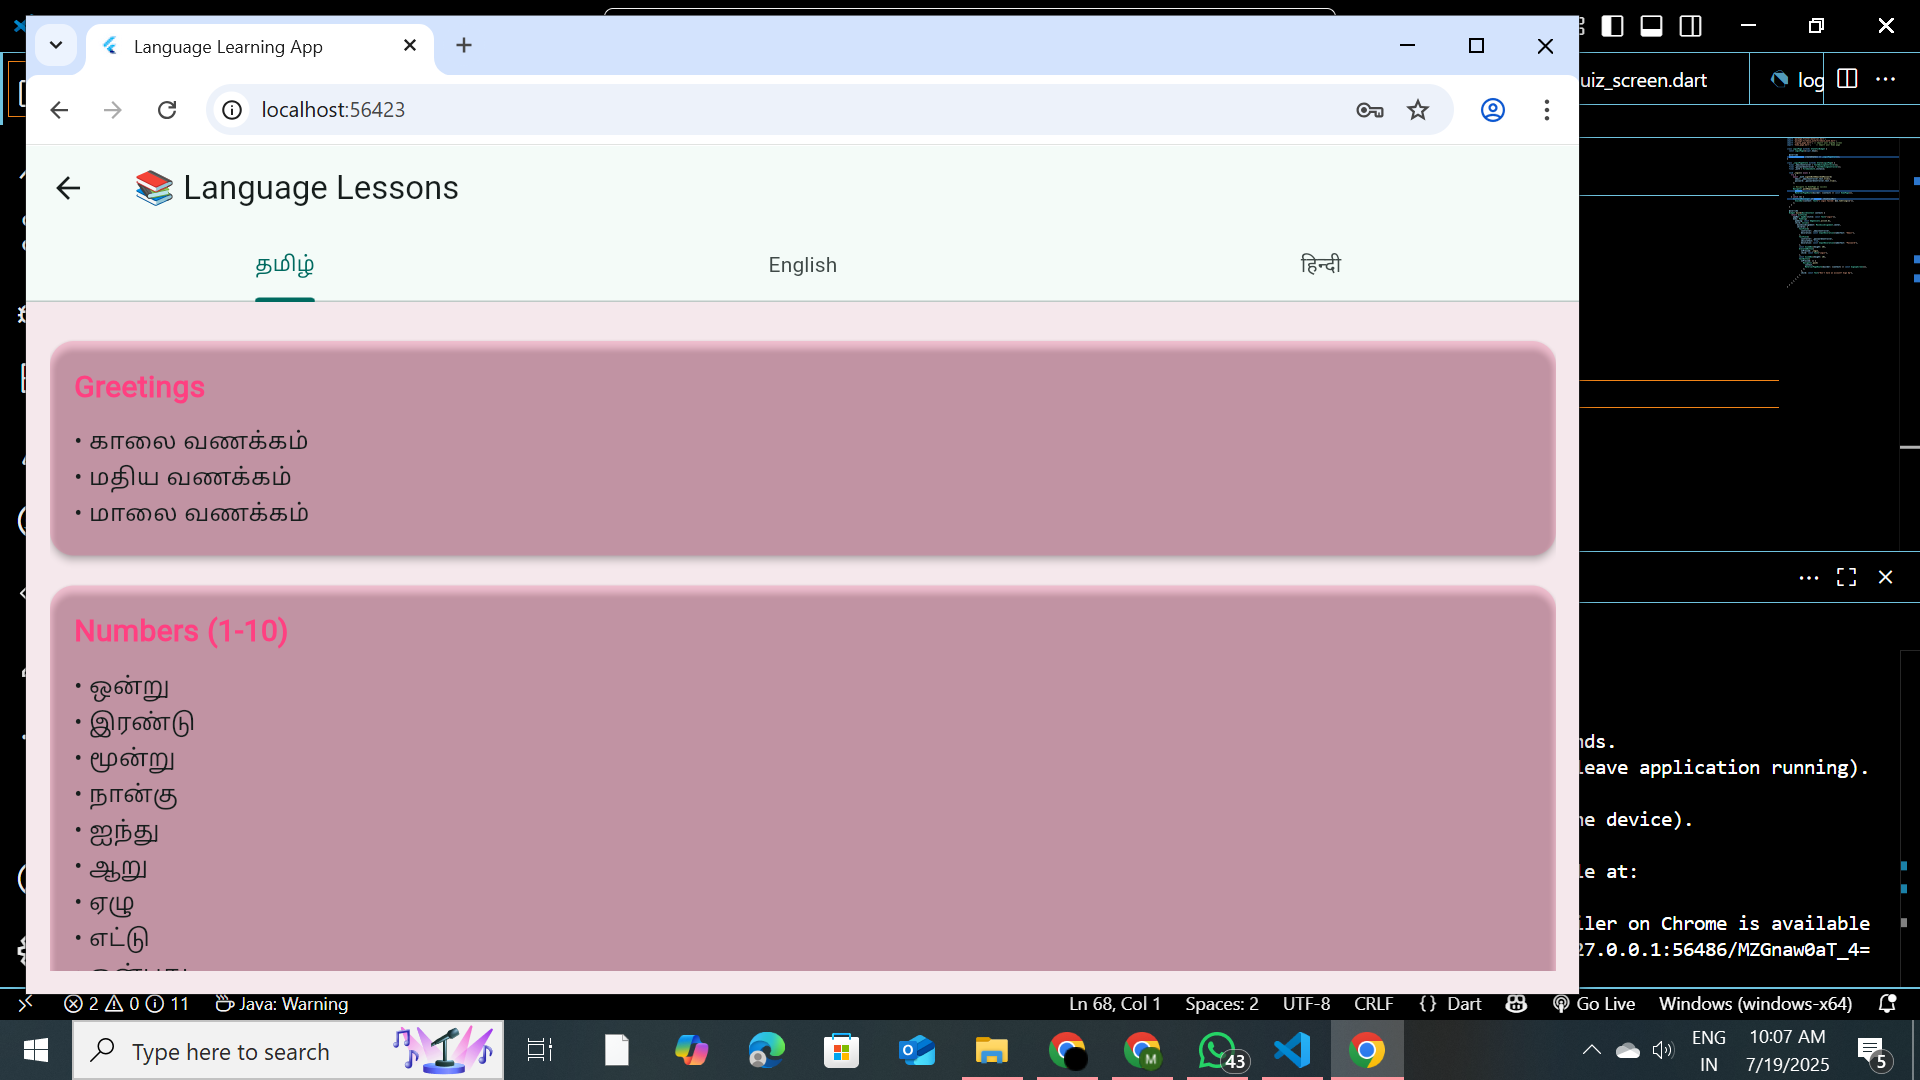 Language Learning App
uiz_screen.dart
log
localhost:56423
📚 Language Lessons
தமிழ்
English
हिन्दी
Greetings
• காலை வணக்கம்
• மதிய வணக்கம்
• மாலை வணக்கம்
Numbers (1-10)
• ஒன்று
• இரண்டு
• மூன்று
• நான்கு
• ஐந்து
• ஆறு
• ஏழு
• எட்டு
nds.
leave application running).
he device).
le at:
iler on Chrome is available
27.0.0.1:56486/MZGnaw0aT_4=
2 0 11 Java: Warning
Ln 68, Col 1 Spaces: 2 UTF-8 CRLF {} Dart Go Live Windows (windows-x64)
Type here to search
M
43
ENG
IN
10:07 AM
7/19/2025
5